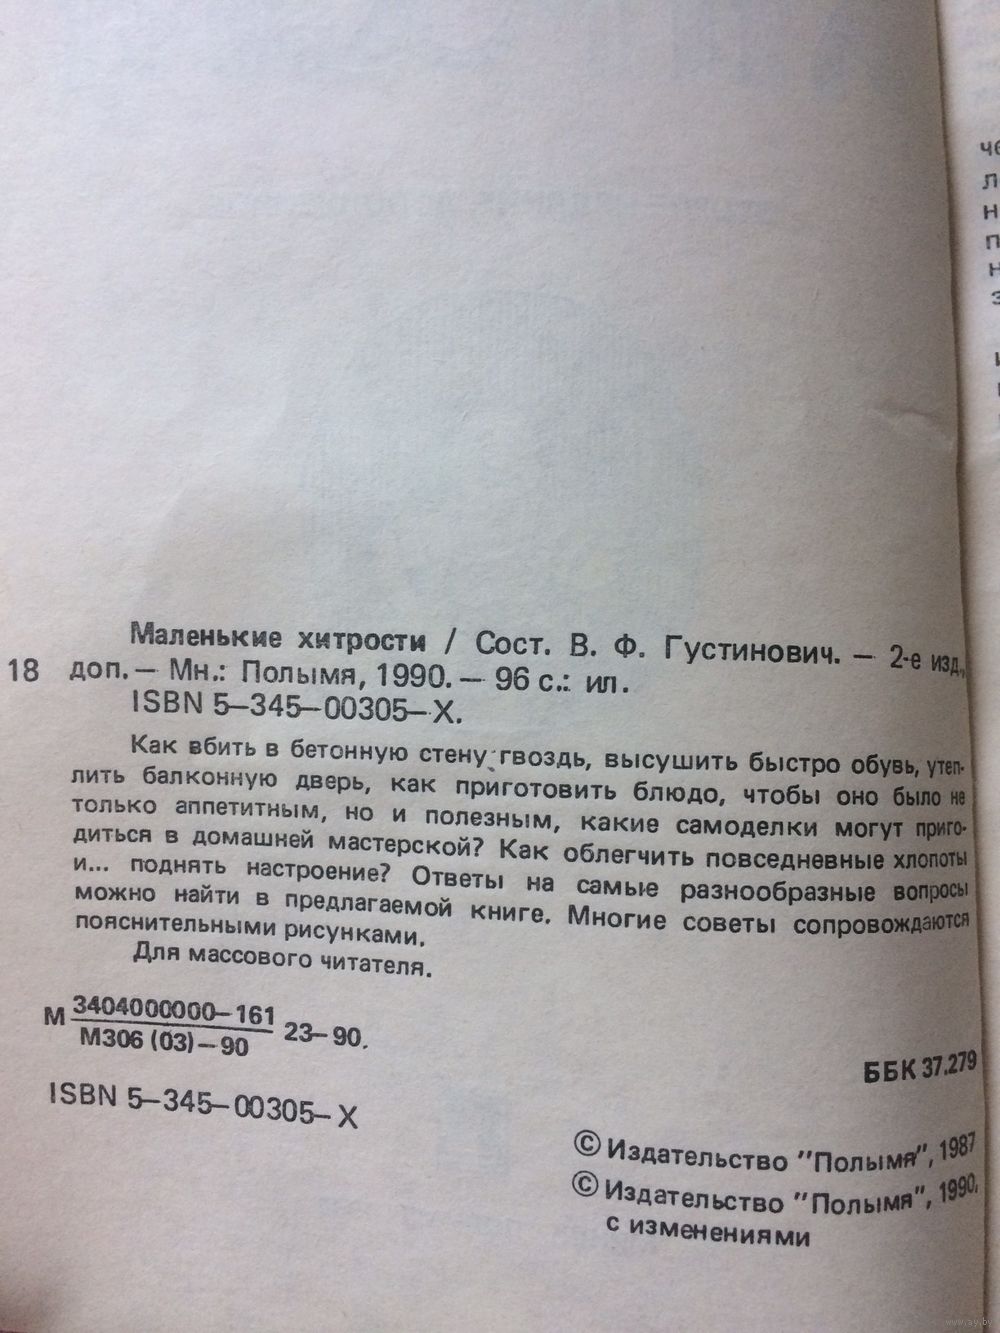 Маленькие хитрости / Сост. В. Ф. Густинович. — 2-е изд.,
18 доп. — Мн.: Полымя, 1990. — 96 с.: ил.
ISBN 5—345—00305—X.
Как вбить в бетонную стену гвоздь, высушить быстро обувь, утеп-
лить балконную дверь, как приготовить блюдо, чтобы оно было не
только аппетитным, но и полезным, какие самоделки могут приго-
диться в домашней мастерской? Как облегчить повседневные хлопоты
и... поднять настроение? Ответы на самые разнообразные вопросы
можно найти в предлагаемой книге. Многие советы сопровождаются
пояснительными рисунками.
Для массового читателя.
М 3404000000—161
М306 (03)—90 23—90.
ББК 37.279
ISBN 5—345—00305—X
© Издательство "Полымя", 1987
© Издательство "Полымя", 1990,
с изменениями
че
л
н
п
н
з
www.ay.by